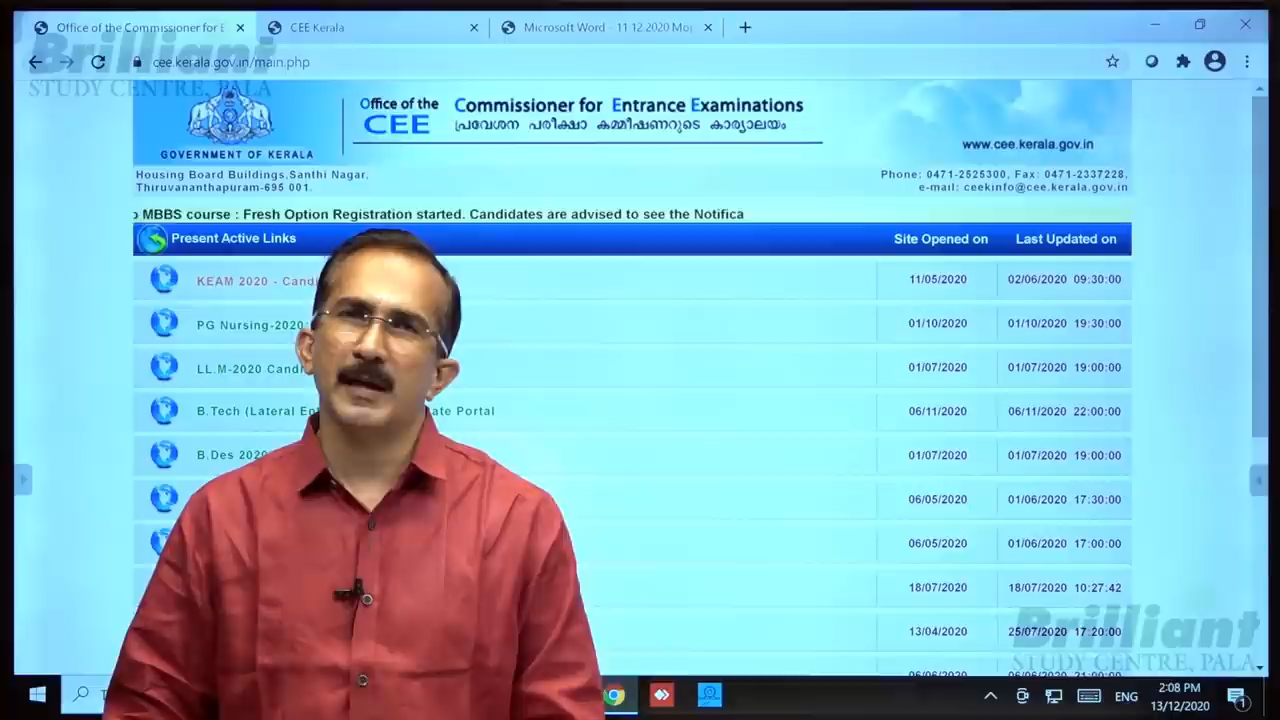 Office of the Commissioner for E
CEE Kerala
Microsoft Word - 11.12.2020 Mop
cee.kerala.gov.in/main.php
Brilliant
STUDY CENTRE, PALA
GOVERNMENT OF KERALA
Office of the
CEE
Commissioner for Entrance Examinations
പ്രവേശന പരീക്ഷാ കമ്മീഷണറുടെ കാര്യാലയം
www.cee.kerala.gov.in
Housing Board Buildings,Santhi Nagar,
Thiruvananthapuram-695 001.
Phone: 0471-2525300, Fax: 0471-2337228,
e-mail: ceekinfo@cee.kerala.gov.in
MBBS course : Fresh Option Registration started. Candidates are advised to see the Notifica
Present Active Links Site Opened on Last Updated on
KEAM 2020 - Candi 11/05/2020 02/06/2020 09:30:00
PG Nursing-2020 01/10/2020 01/10/2020 19:30:00
LL.M-2020 Candi 01/07/2020 01/07/2020 19:00:00
B.Tech (Lateral Ent ate Portal 06/11/2020 06/11/2020 22:00:00
B.Des 2020 01/07/2020 01/07/2020 19:00:00
06/05/2020 01/06/2020 17:30:00
06/05/2020 01/06/2020 17:00:00
18/07/2020 18/07/2020 10:27:42
13/04/2020 25/07/2020 17:20:00
Brilliant
STUDY CENTRE, PALA
ENG
2:08 PM
13/12/2020
1